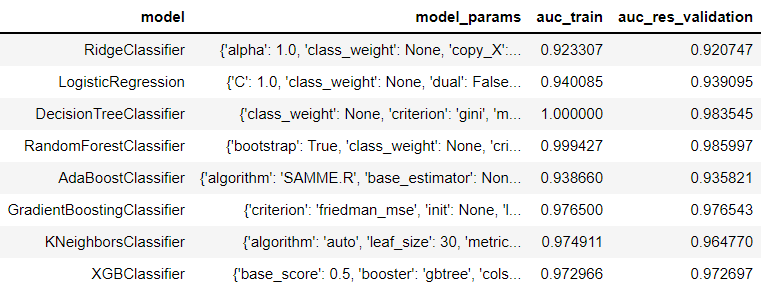 model model_params auc_train auc_res_validation
RidgeClassifier {'alpha': 1.0, 'class_weight': None, 'copy_X':... 0.923307 0.920747
LogisticRegression {'C': 1.0, 'class_weight': None, 'dual': False... 0.940085 0.939095
DecisionTreeClassifier {'class_weight': None, 'criterion': 'gini', 'm... 1.000000 0.983545
RandomForestClassifier {'bootstrap': True, 'class_weight': None, 'cri... 0.999427 0.985997
AdaBoostClassifier {'algorithm': 'SAMME.R', 'base_estimator': Non... 0.938660 0.935821
GradientBoostingClassifier {'criterion': 'friedman_mse', 'init': None, 'l... 0.976500 0.976543
KNeighborsClassifier {'algorithm': 'auto', 'leaf_size': 30, 'metric... 0.974911 0.964770
XGBClassifier {'base_score': 0.5, 'booster': 'gbtree', 'cols... 0.972966 0.972697